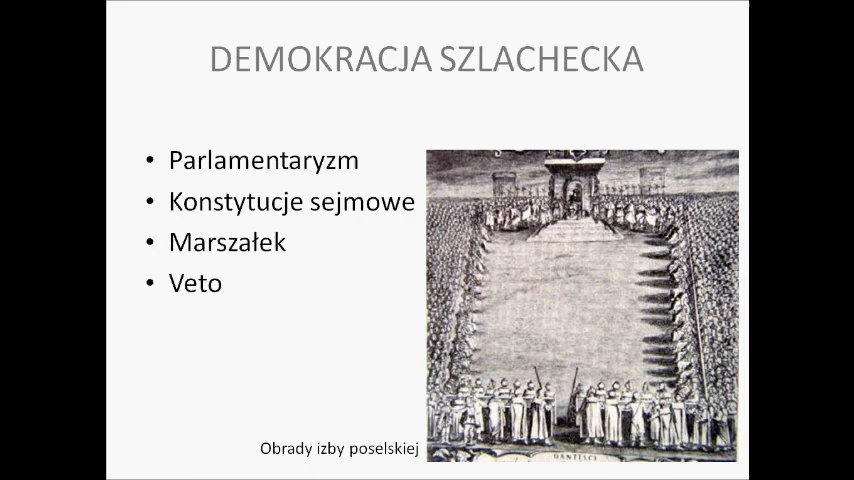 DEMOKRACJA SZLACHECKA
• Parlamentaryzm
• Konstytucje sejmowe
• Marszałek
• Veto
Obrady izby poselskiej